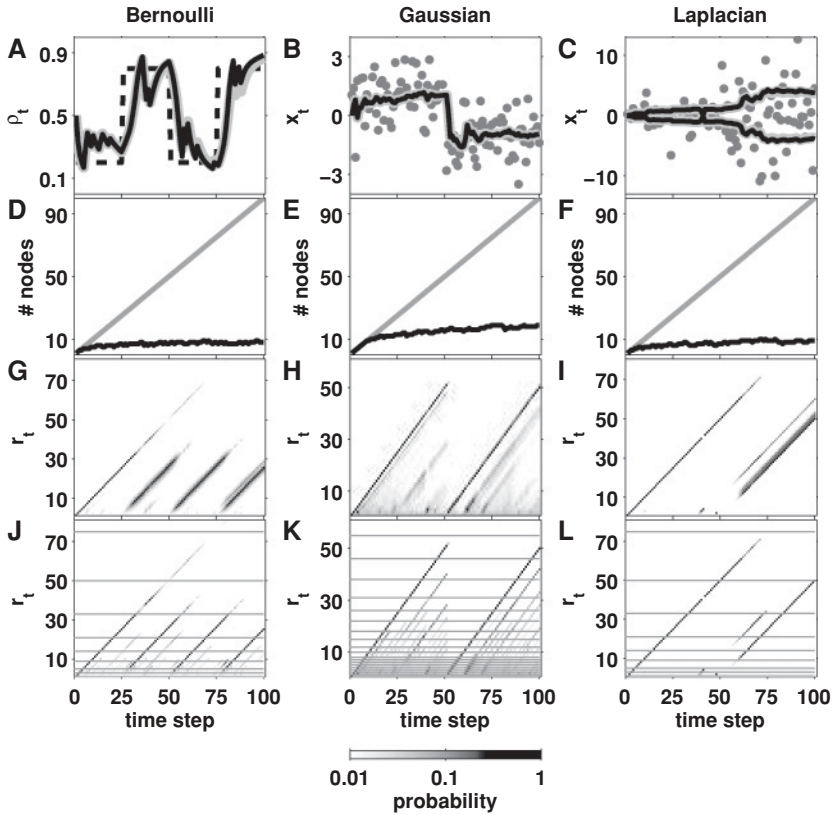 Bernoulli
Gaussian
Laplacian
A
0.9
0.5
0.1
ρt
B
3
0
−3
xt
C
10
0
−10
xt
D
90
50
10
# nodes
E
90
50
10
# nodes
F
90
50
10
# nodes
G
70
50
30
10
rt
H
50
30
10
rt
I
70
50
30
10
rt
J
70
50
30
10
rt
K
50
30
10
rt
L
70
50
30
10
rt
0 25 50 75 100
time step
0 25 50 75 100
time step
0 25 50 75 100
time step
0.01 0.1 1
probability